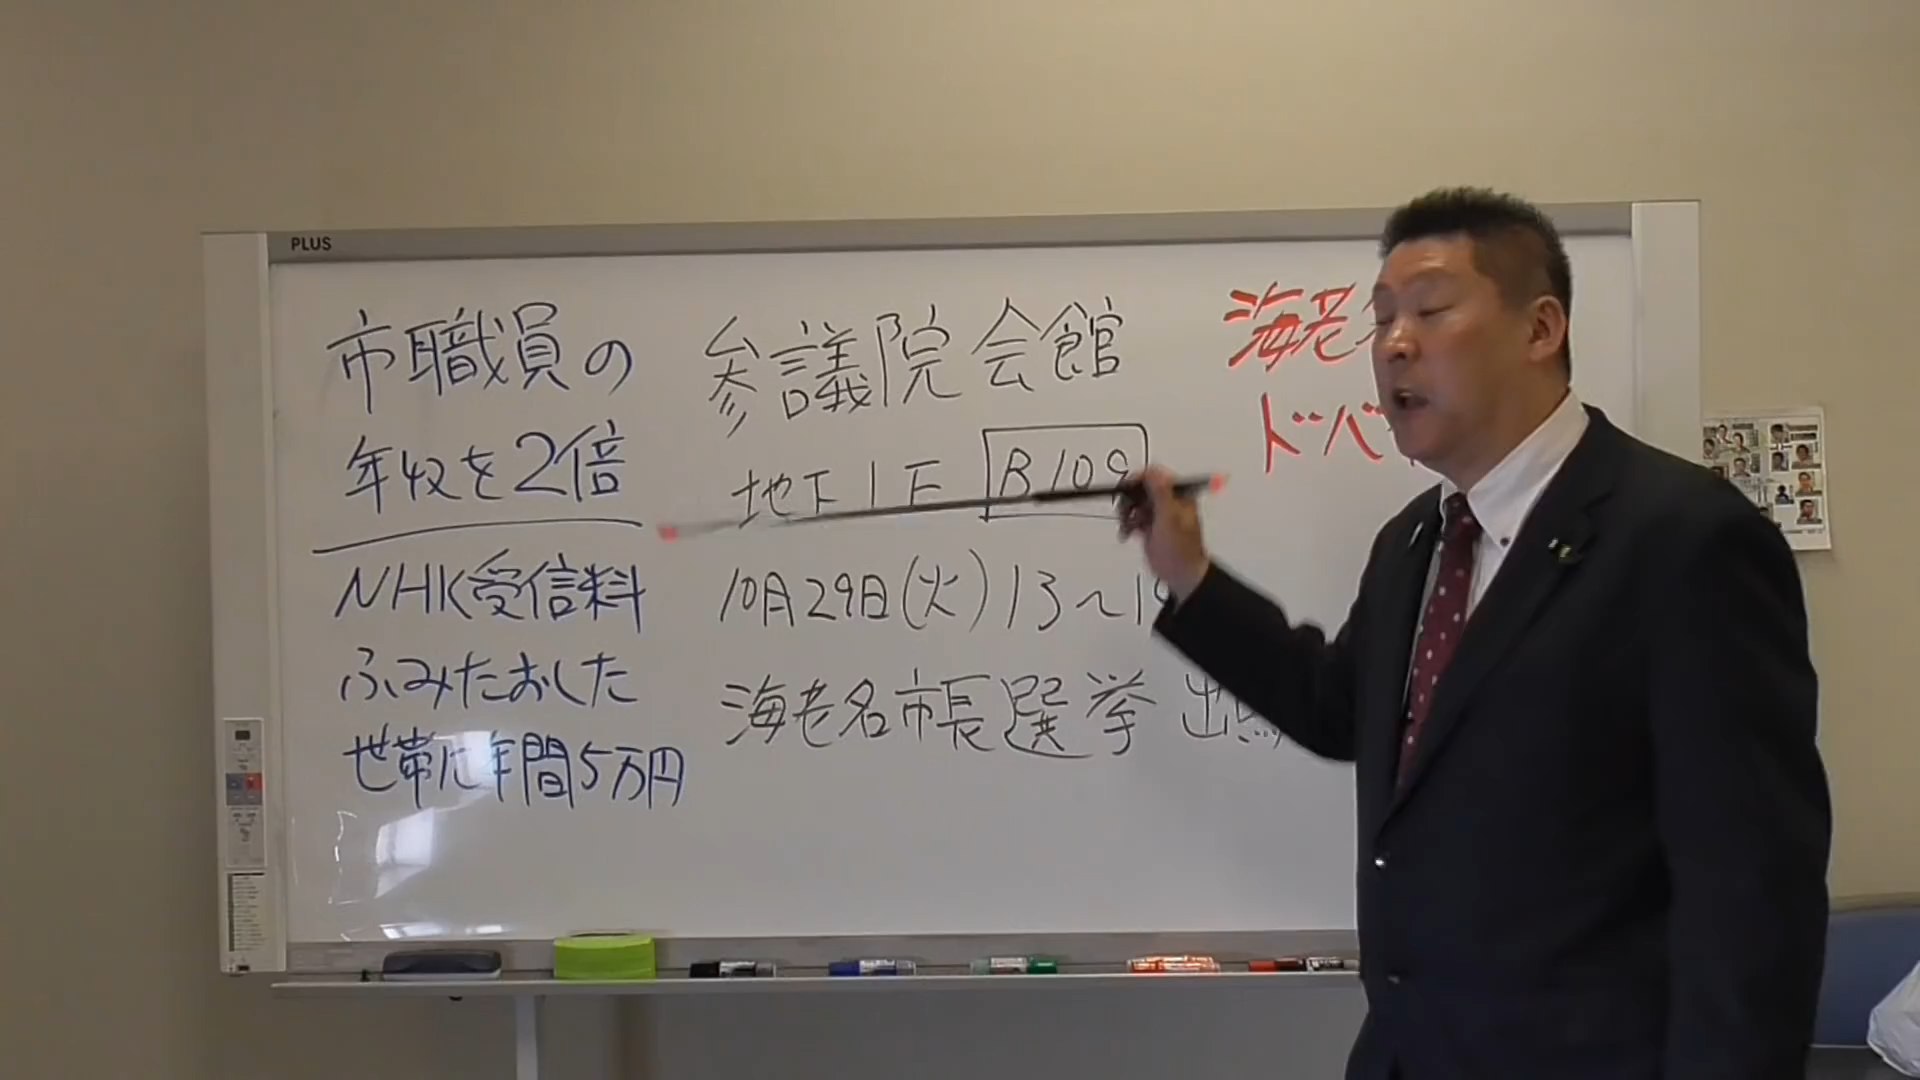 PLUS
市職員の
年収を2倍
NHK受信料
ふみたおした
世帯に年間5万円
参議院会館
地下1F B109
10月29日(火)13~1
海老名市長選挙 出
海老
ドバ